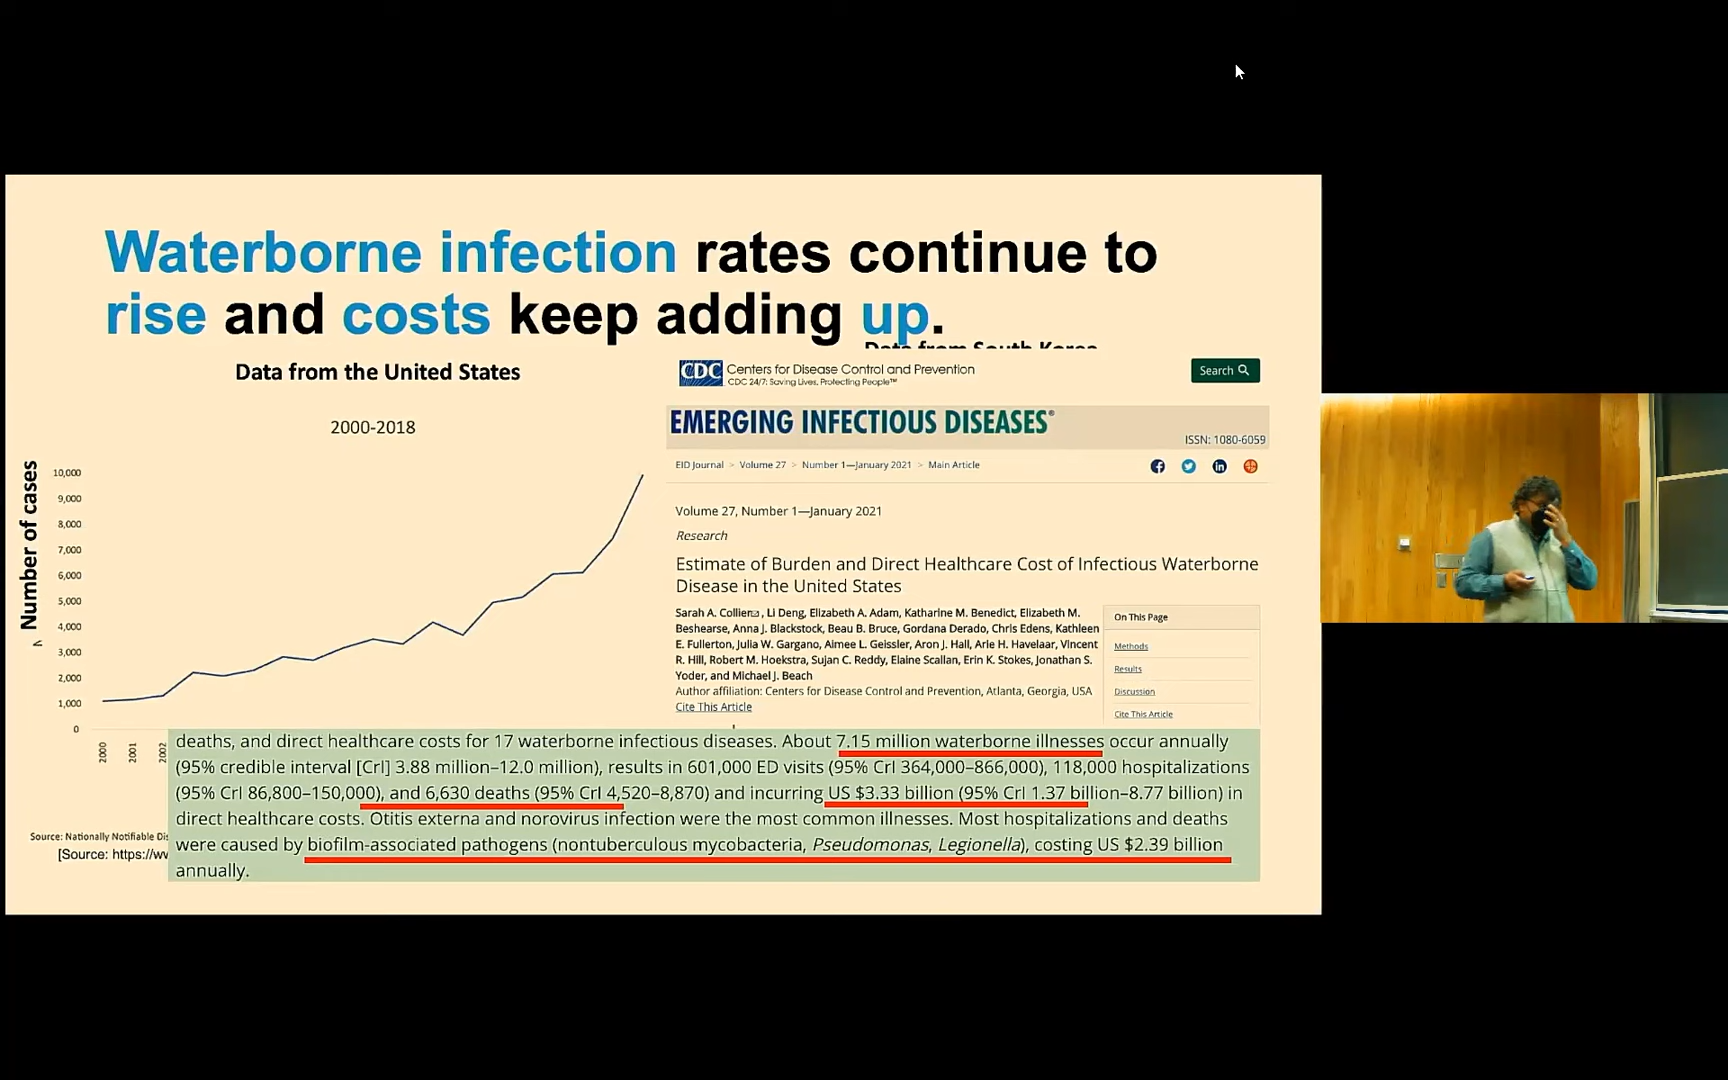 Waterborne infection rates continue to
rise and costs keep adding up.
Data from South Korea
Data from the United States
2000-2018
Number of cases
10,000
9,000
8,000
7,000
6,000
5,000
4,000
3,000
2,000
1,000
0
2000
2001
2002
Source: Nationally Notifiable Dis
[Source: https://ww
CDC Centers for Disease Control and Prevention
CDC 24/7: Saving Lives, Protecting People™
Search
EMERGING INFECTIOUS DISEASES®
ISSN: 1080-6059
EID Journal > Volume 27 > Number 1—January 2021 > Main Article
Volume 27, Number 1—January 2021
Research
Estimate of Burden and Direct Healthcare Cost of Infectious Waterborne
Disease in the United States
Sarah A. Collier, Li Deng, Elizabeth A. Adam, Katharine M. Benedict, Elizabeth M.
Beshearse, Anna J. Blackstock, Beau B. Bruce, Gordana Derado, Chris Edens, Kathleen
E. Fullerton, Julia W. Gargano, Aimee L. Geissler, Aron J. Hall, Arie H. Havelaar, Vincent
R. Hill, Robert M. Hoekstra, Sujan C. Reddy, Elaine Scallan, Erin K. Stokes, Jonathan S.
Yoder, and Michael J. Beach
Author affiliation: Centers for Disease Control and Prevention, Atlanta, Georgia, USA
Cite This Article
On This Page
Methods
Results
Discussion
Cite This Article
deaths, and direct healthcare costs for 17 waterborne infectious diseases. About 7.15 million waterborne illnesses occur annually
(95% credible interval [CrI] 3.88 million–12.0 million), results in 601,000 ED visits (95% CrI 364,000–866,000), 118,000 hospitalizations
(95% CrI 86,800–150,000), and 6,630 deaths (95% CrI 4,520–8,870) and incurring US $3.33 billion (95% CrI 1.37 billion–8.77 billion) in
direct healthcare costs. Otitis externa and norovirus infection were the most common illnesses. Most hospitalizations and deaths
were caused by biofilm-associated pathogens (nontuberculous mycobacteria, Pseudomonas, Legionella), costing US $2.39 billion
annually.